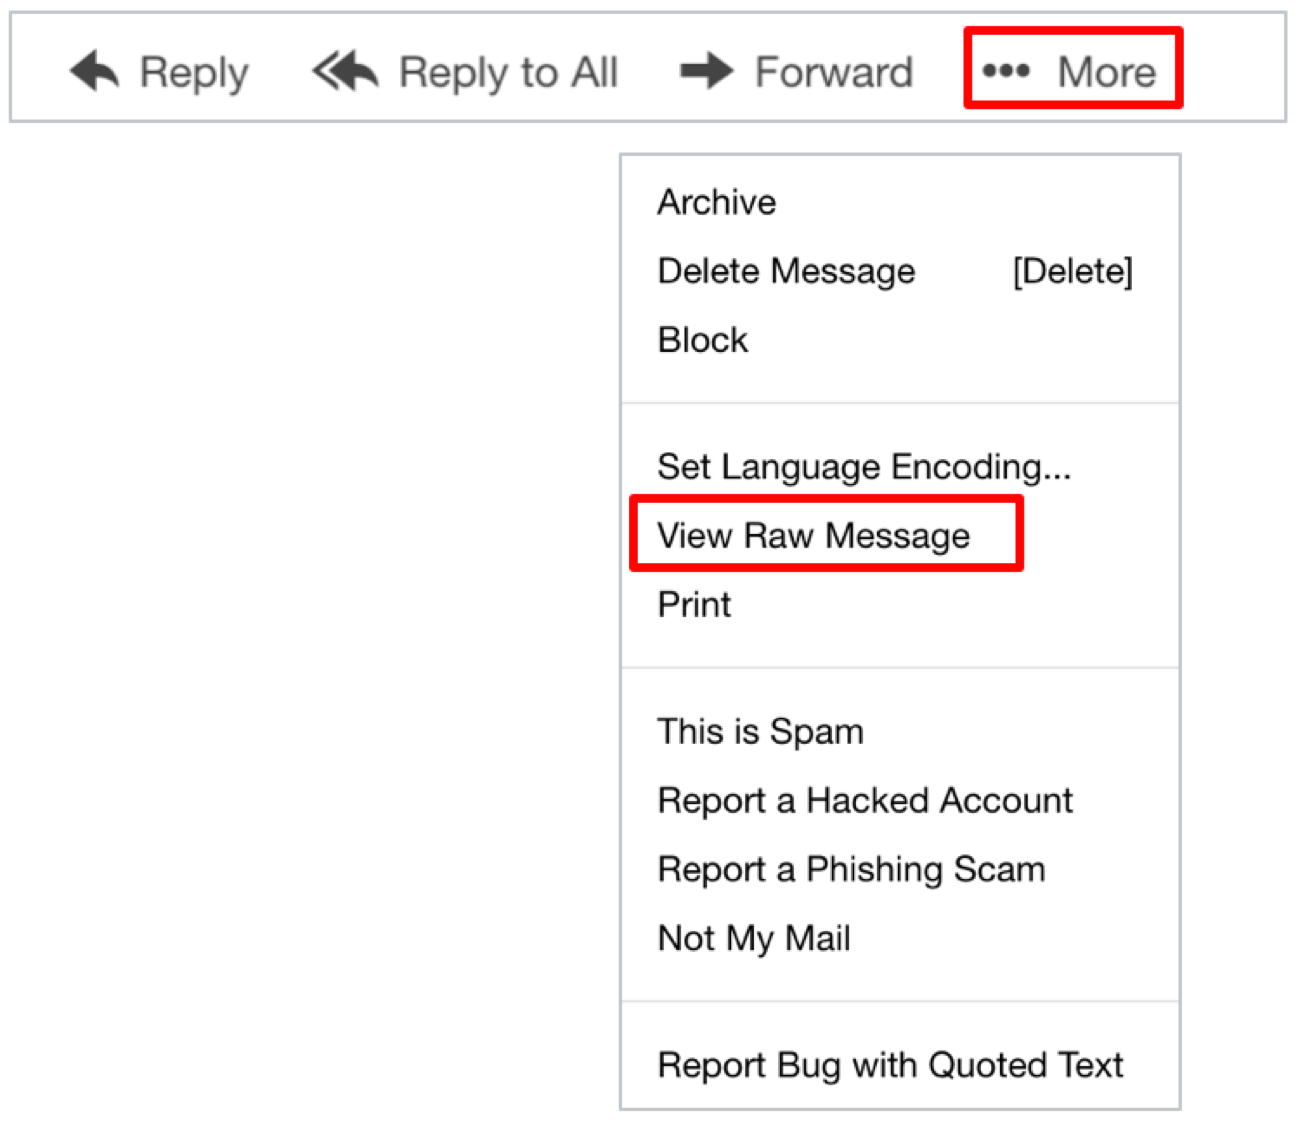 Reply Reply to All Forward ••• More
Archive
Delete Message [Delete]
Block
Set Language Encoding...
View Raw Message
Print
This is Spam
Report a Hacked Account
Report a Phishing Scam
Not My Mail
Report Bug with Quoted Text